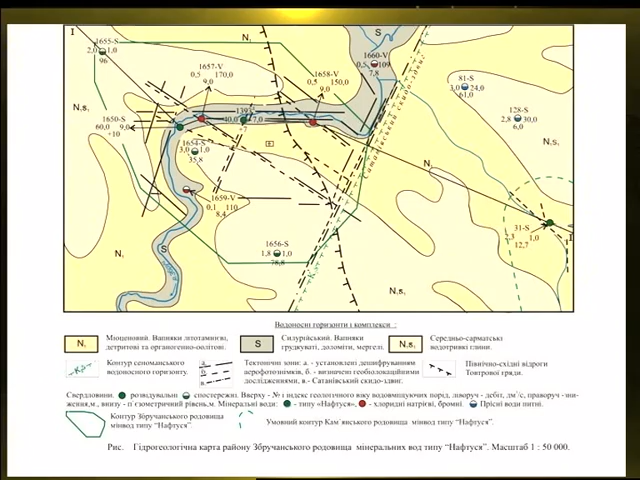 I
N₁
S
1655-S
2,0 1,0
96
1657-V
0,5 170,0
9,0
1658-V
0,5 150,0
9,0
1660-V
0,5 109
7,8
81-S
3,0 24,0
61,0
128-S
2,8 30,0
6,0
1650-S
60,0 9,0
+10
40,0 7,0
+7
1654-S
3,0 1,0
35,8
1659-V
0,1 110
8,4
N₁
31-S
2,3 1,0
12,7
I
1656-S
1,8 1,0
78,8
N₁
S
Водоносні горизонти і комплекси :
N₁ Міоценовий. Вапняки літотамнієві, детритові та органогенно-оолітові.
S Силурійський. Вапняки грудкуваті, доломіти, мергелі.
Середньо-сарматські водотривкі глини.
Контур сеноманського водоносного горизонту.
Тектонічні зони: а. - установлені дешифруванням аерофотознімків, б. - визначені геоболокаційними дослідженнями, в.- Сатанівський скидо-здвиг.
Північно-східні відроги Товтрової гряди.
Свердловини. розвідувальні спостережні. Вверху - № і індекс геологічного віку водовміщуючих порід, ліворуч - дебіт, дм³/с, праворуч -зни-
ження,м., внизу - п'єзометричний рівень,м. Мінеральні води: - типу «Нафтуся», - хлоридні натрієві, бромні. Прісні води питні.
Контур Збручанського родовища мінвод типу “Нафтуся”.
Умовний контур Кам'янського родовища мінвод типу “Нафтуся”.
Рис. Гідрогеологічна карта району Збручанського родовища мінеральних вод типу “Нафтуся”. Масштаб 1 : 50 000.